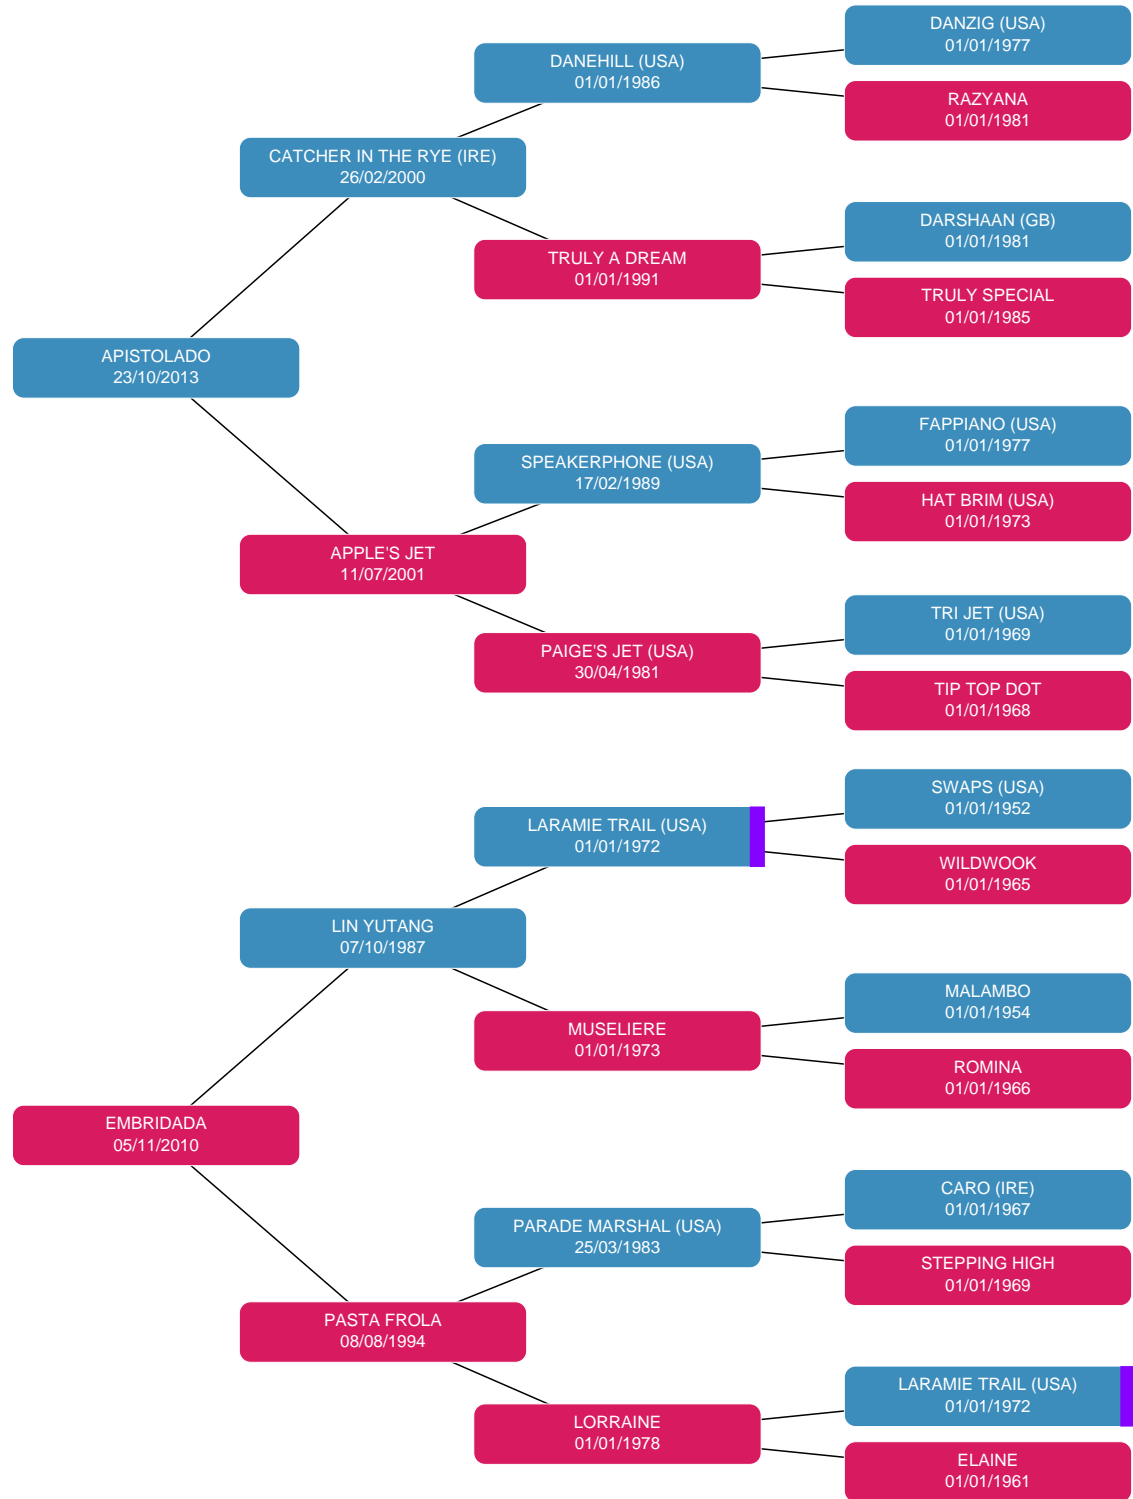 DANZIG (USA)
01/01/1977
DANEHILL (USA)
01/01/1986
RAZYANA
01/01/1981
CATCHER IN THE RYE (IRE)
26/02/2000
DARSHAAN (GB)
01/01/1981
TRULY A DREAM
01/01/1991
TRULY SPECIAL
01/01/1985
APISTOLADO
23/10/2013
FAPPIANO (USA)
01/01/1977
SPEAKERPHONE (USA)
17/02/1989
HAT BRIM (USA)
01/01/1973
APPLE'S JET
11/07/2001
TRI JET (USA)
01/01/1969
PAIGE'S JET (USA)
30/04/1981
TIP TOP DOT
01/01/1968
SWAPS (USA)
01/01/1952
LARAMIE TRAIL (USA)
01/01/1972
WILDWOOK
01/01/1965
LIN YUTANG
07/10/1987
MALAMBO
01/01/1954
MUSELIERE
01/01/1973
ROMINA
01/01/1966
EMBRIDADA
05/11/2010
CARO (IRE)
01/01/1967
PARADE MARSHAL (USA)
25/03/1983
STEPPING HIGH
01/01/1969
PASTA FROLA
08/08/1994
LARAMIE TRAIL (USA)
01/01/1972
LORRAINE
01/01/1978
ELAINE
01/01/1961